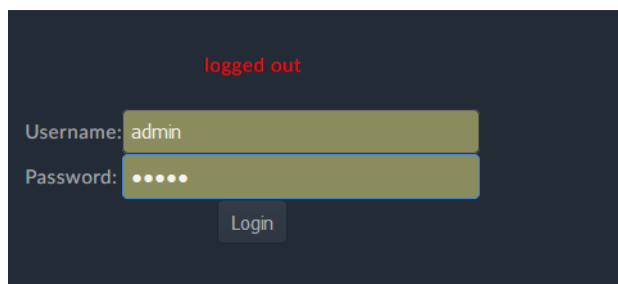 logged out
Username: admin
Password: •••••
Login